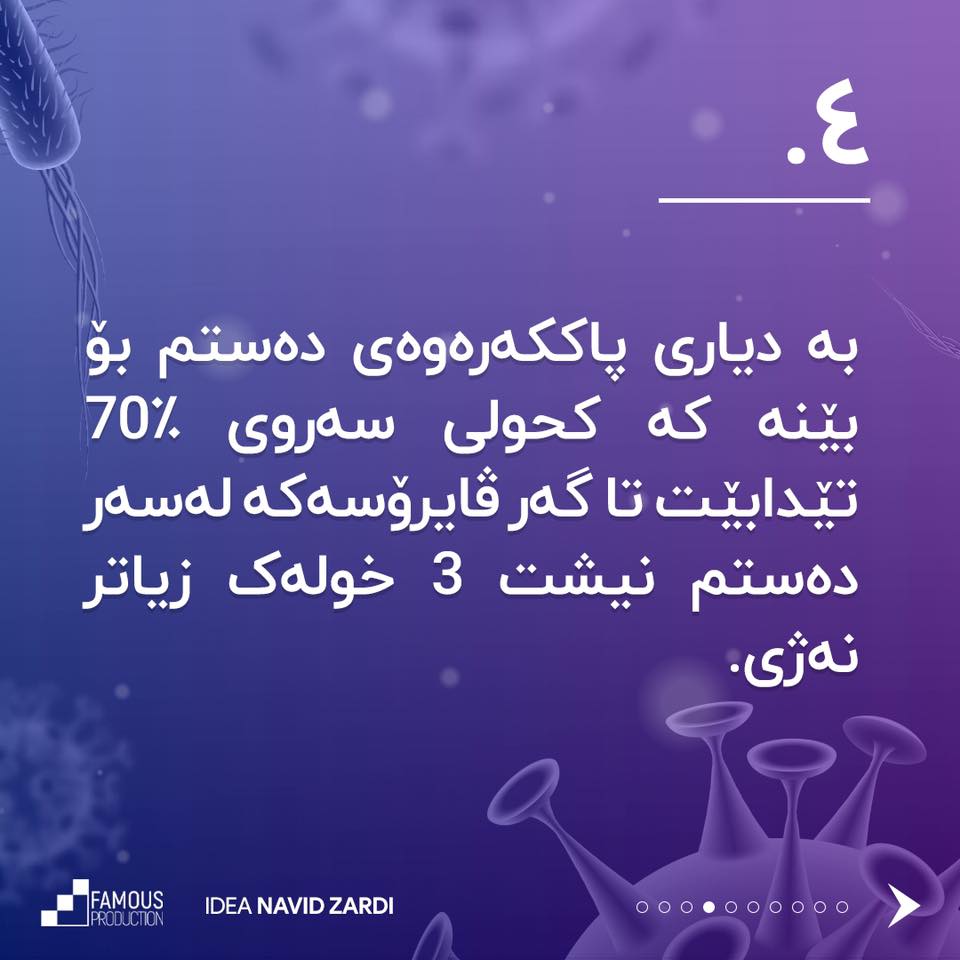 ٤.
بە دیاری پاککەرەوەی دەستم بۆ
بێنە کە کحولی سەروی 70٪
تێدابێت تا گەر ڤایرۆسەکە لەسەر
دەستم نیشت 3 خولەک زیاتر
نەژی.
FAMOUS
PRODUCTION
IDEA NAVID ZARDI